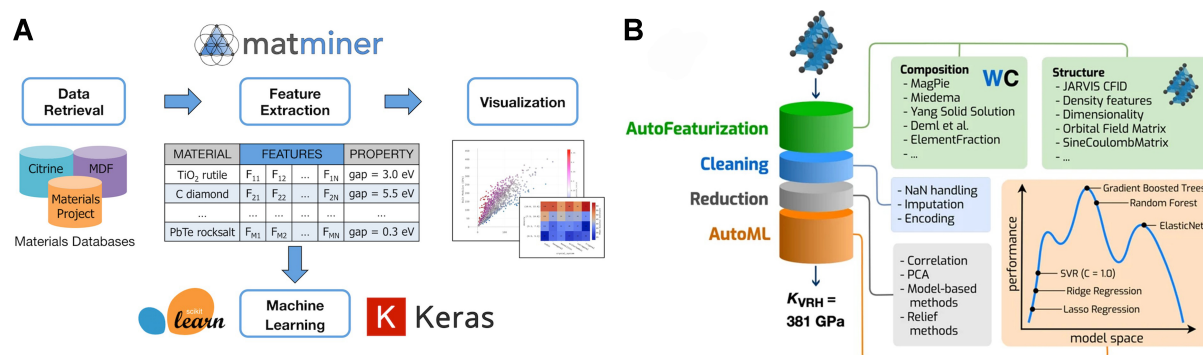 A
matminer
Data
Retrieval
Feature
Extraction
Visualization
Citrine
MDF
Materials
Project
Materials Databases
MATERIAL FEATURES PROPERTY
TiO2 rutile F11 F12 ... F1N gap = 3.0 eV
C diamond F21 F22 ... F2N gap = 5.5 eV
... ... ... ... ... ...
PbTe rocksalt FM1 FM2 ... FMN gap = 0.3 eV
scikit
learn
Machine
Learning
K Keras
B
AutoFeaturization
Cleaning
Reduction
AutoML
KVRH =
381 GPa
Composition
WC
- MagPie
- Miedema
- Yang Solid Solution
- Deml et al.
- ElementFraction
- ...
Structure
- JARVIS CFID
- Density features
- Dimensionality
- Orbital Field Matrix
- SineCoulombMatrix
- ...
- NaN handling
- Imputation
- Encoding
- Correlation
- PCA
- Model-based
methods
- Relief
methods
performance
Gradient Boosted Trees
Random Forest
ElasticNet
SVR (C = 1.0)
Ridge Regression
Lasso Regression
model space